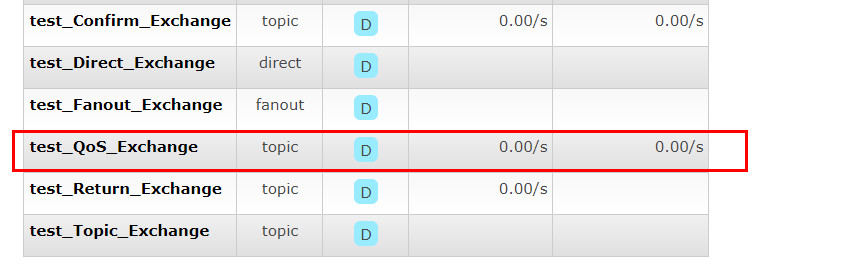 test_Confirm_Exchange topic D 0.00/s 0.00/s
test_Direct_Exchange direct D
test_Fanout_Exchange fanout D
test_QoS_Exchange topic D 0.00/s 0.00/s
test_Return_Exchange topic D 0.00/s
test_Topic_Exchange topic D